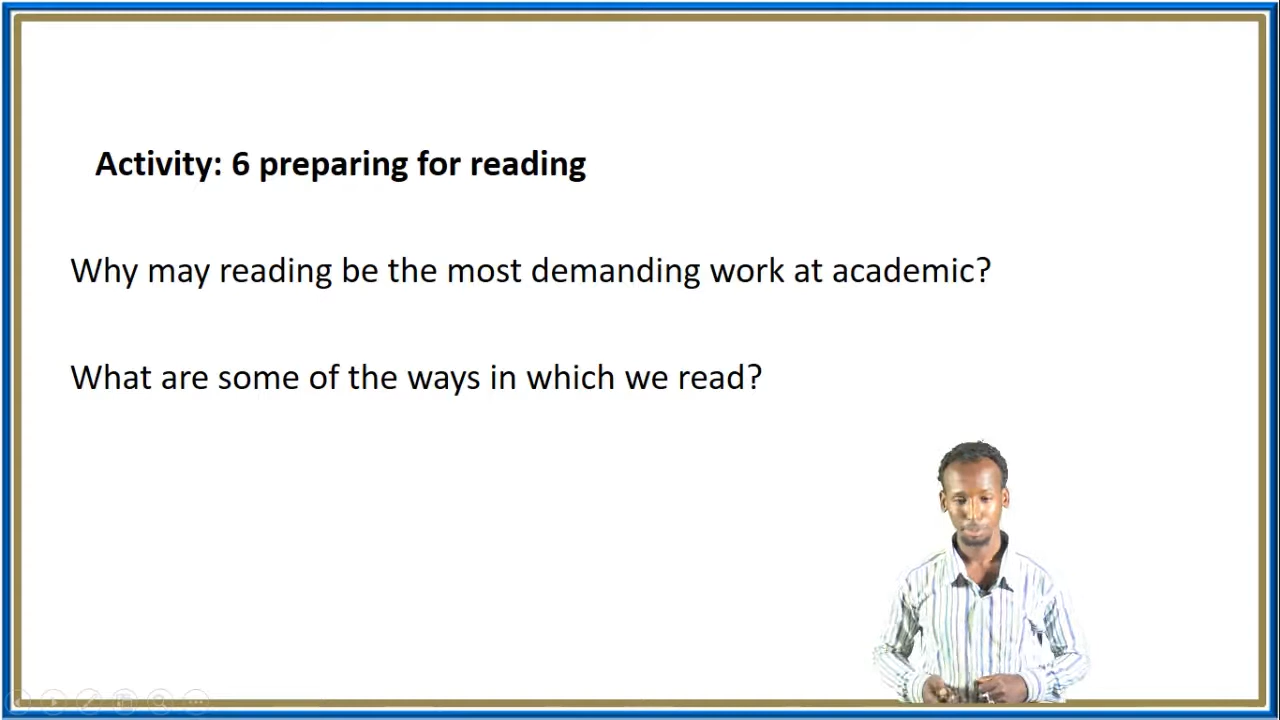 Activity: 6 preparing for reading
Why may reading be the most demanding work at academic?
What are some of the ways in which we read?